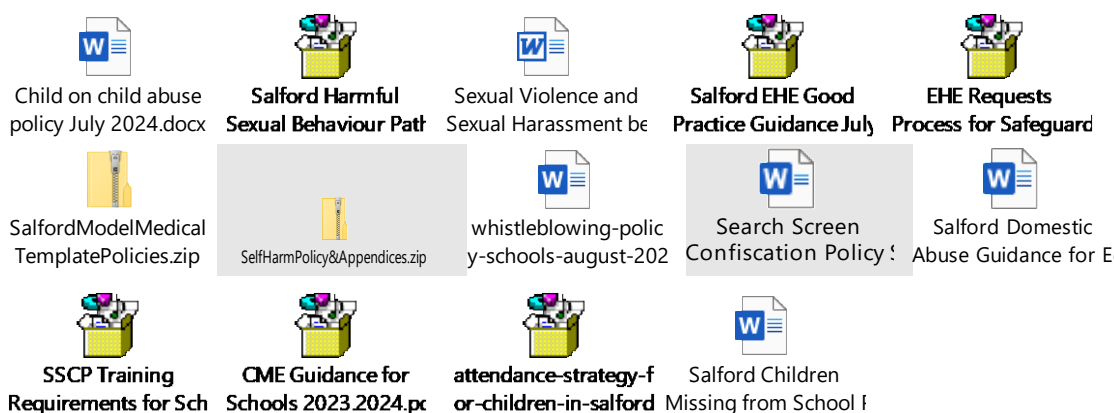 Child on child abuse
policy July 2024.docx
Salford Harmful
Sexual Behaviour Path
Sexual Violence and
Sexual Harassment be
Salford EHE Good
Practice Guidance July
EHE Requests
Process for Safeguard
SalfordModelMedical
TemplatePolicies.zip
SelfHarmPolicy&Appendices.zip
whistleblowing-polic
y-schools-august-202
Search Screen
Confiscation Policy S
Salford Domestic
Abuse Guidance for E
SSCP Training
Requirements for Sch
CME Guidance for
Schools 2023.2024.pd
attendance-strategy-f
or-children-in-salford
Salford Children
Missing from School P